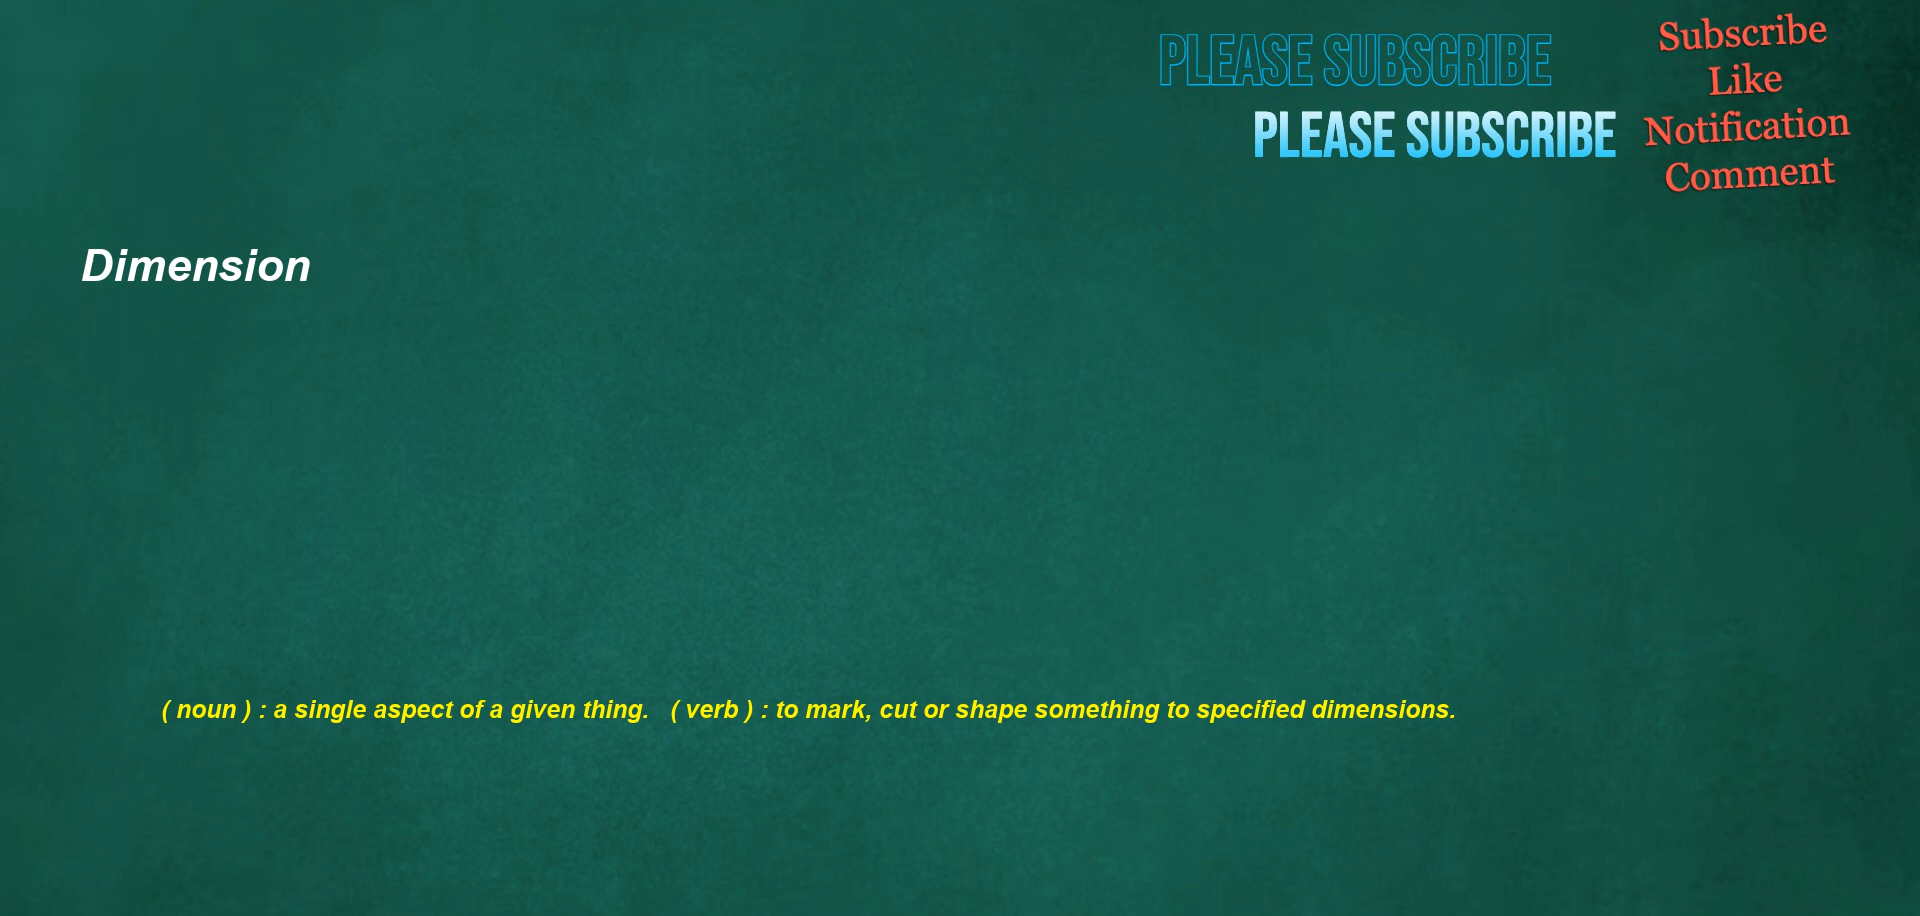 PLEASE SUBSCRIBE
PLEASE SUBSCRIBE
Subscribe
Like
Notification
Comment
Dimension
( noun ) : a single aspect of a given thing.   ( verb ) : to mark, cut or shape something to specified dimensions.